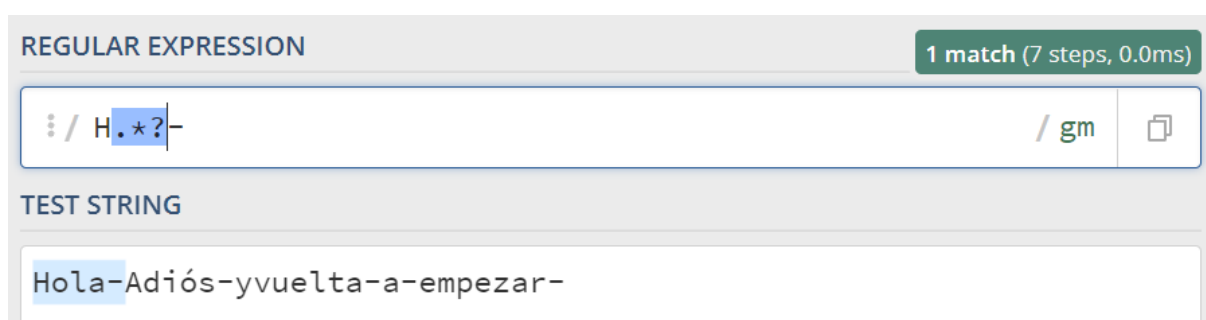 REGULAR EXPRESSION
1 match (7 steps, 0.0ms)
/ H.*?- / gm
TEST STRING
Hola-Adiós-yvuelta-a-empezar-